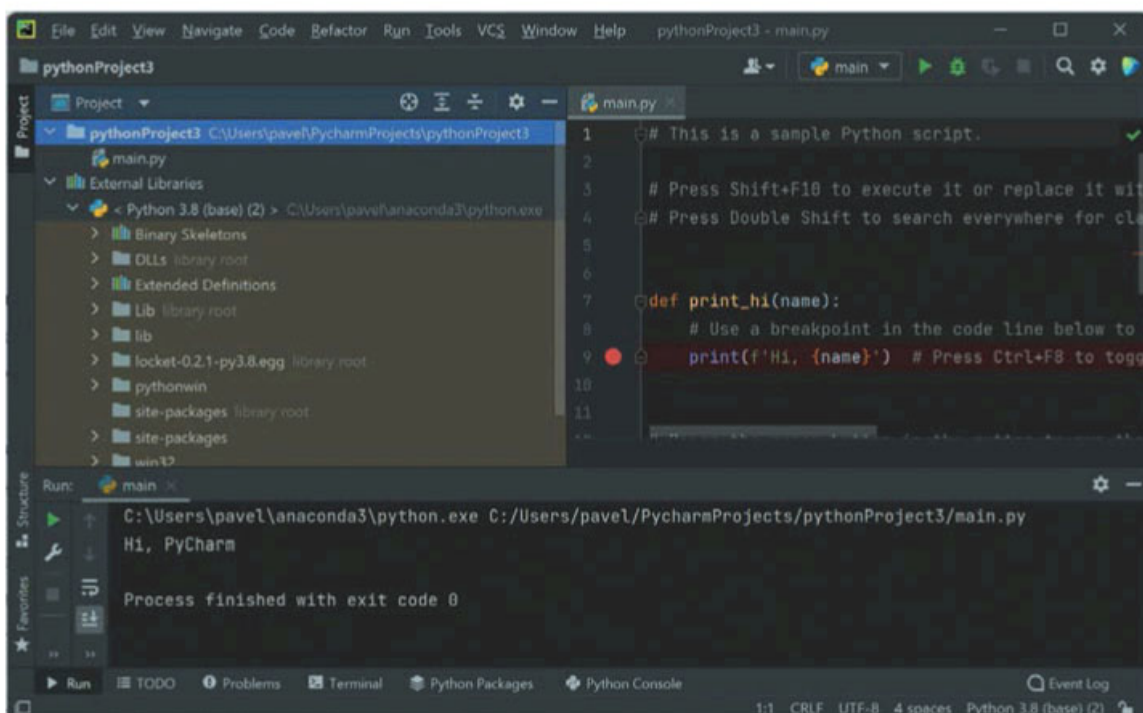 File Edit View Navigate Code Refactor Run Tools VCS Window Help pythonProject3 - main.py
pythonProject3
main
Project
Project
main.py
pythonProject3 C:\Users\pavel\PycharmProjects\pythonProject3
main.py
External Libraries
< Python 3.8 (base) (2) > C:\Users\pavel\anaconda3\python.exe
Binary Skeletons
DLLs library root
Extended Definitions
Lib library root
lib
locket-0.2.1-py3.8.egg library root
pythonwin
site-packages library root
site-packages
win32
1 # This is a sample Python script.
2
3 # Press Shift+F10 to execute it or replace it wit
4 # Press Double Shift to search everywhere for cla
5
6
7 def print_hi(name):
8 # Use a breakpoint in the code line below to
9 print(f'Hi, {name}') # Press Ctrl+F8 to togg
10
11
Structure
Favorites
Run: main
C:\Users\pavel\anaconda3\python.exe C:/Users/pavel/PycharmProjects/pythonProject3/main.py
Hi, PyCharm
Process finished with exit code 0
Run TODO Problems Terminal Python Packages Python Console Event Log
1:1 CRLF UTF-8 4 spaces Python 3.8 (base) (2)